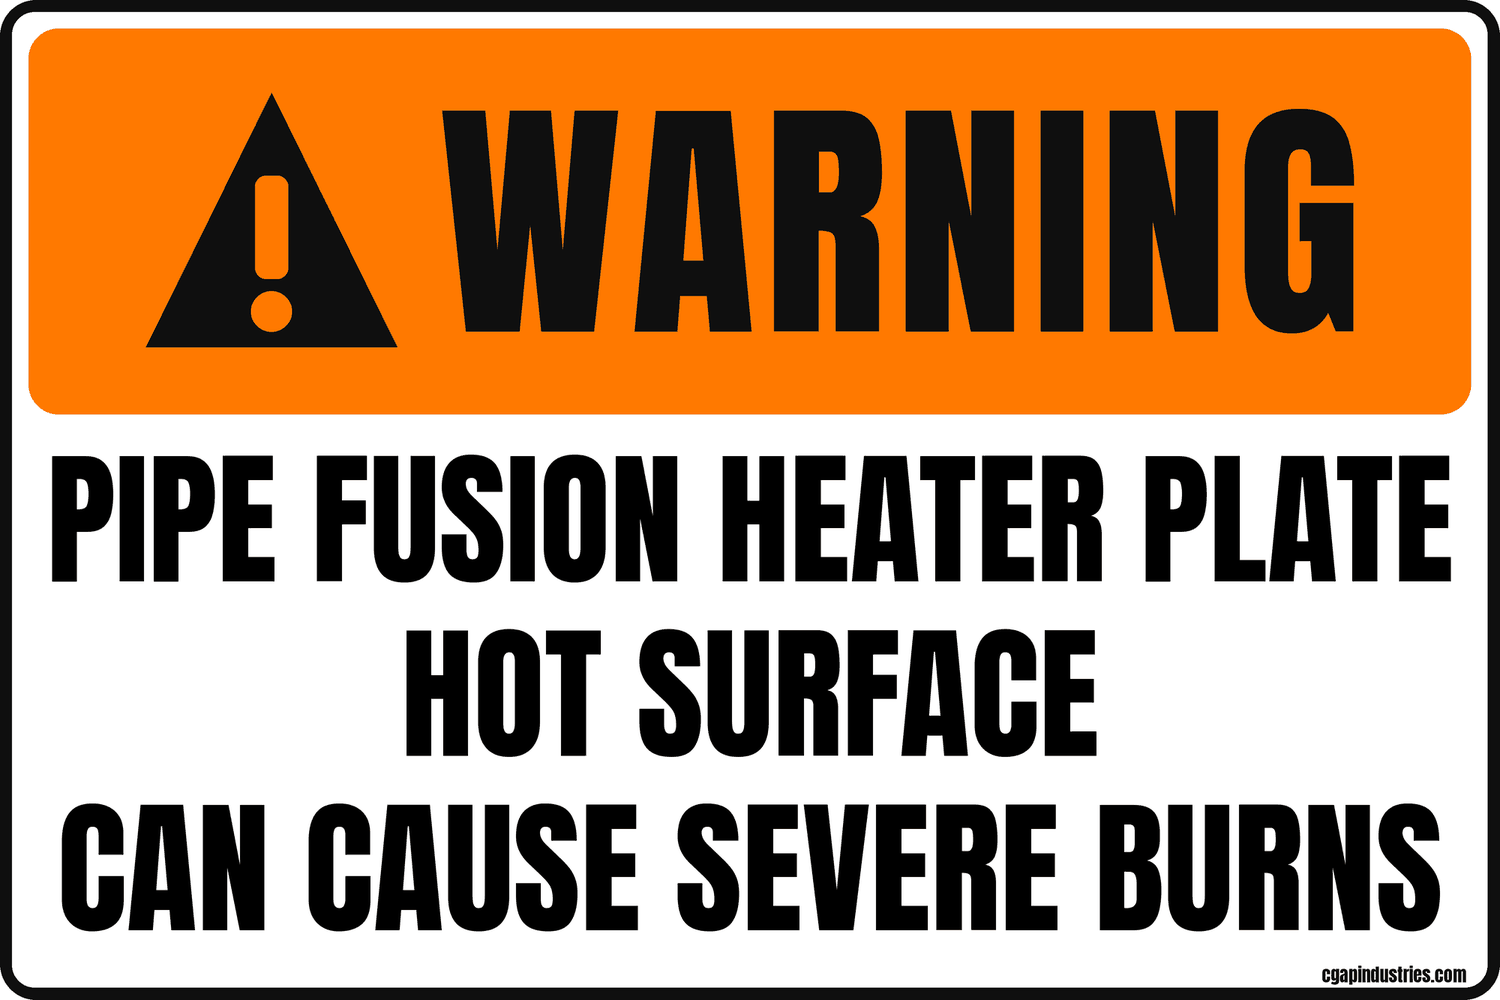 WARNING
PIPE FUSION HEATER PLATE
HOT SURFACE
CAN CAUSE SEVERE BURNS
cgapindustries.com